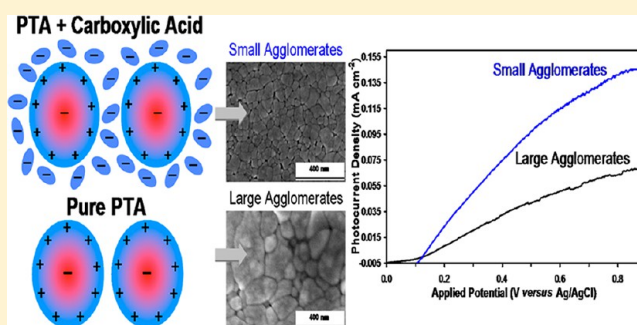 PTA + Carboxylic Acid
Small Agglomerates
400 nm
Pure PTA
Large Agglomerates
400 nm
Photocurrent Density (mA cm⁻²)
0.155
0.135
0.115
0.095
0.075
0.055
0.035
0.015
-0.005
Small Agglomerates
Large Agglomerates
0.0
0.2
0.4
0.6
0.8
Applied Potential (V versus Ag/AgCl)